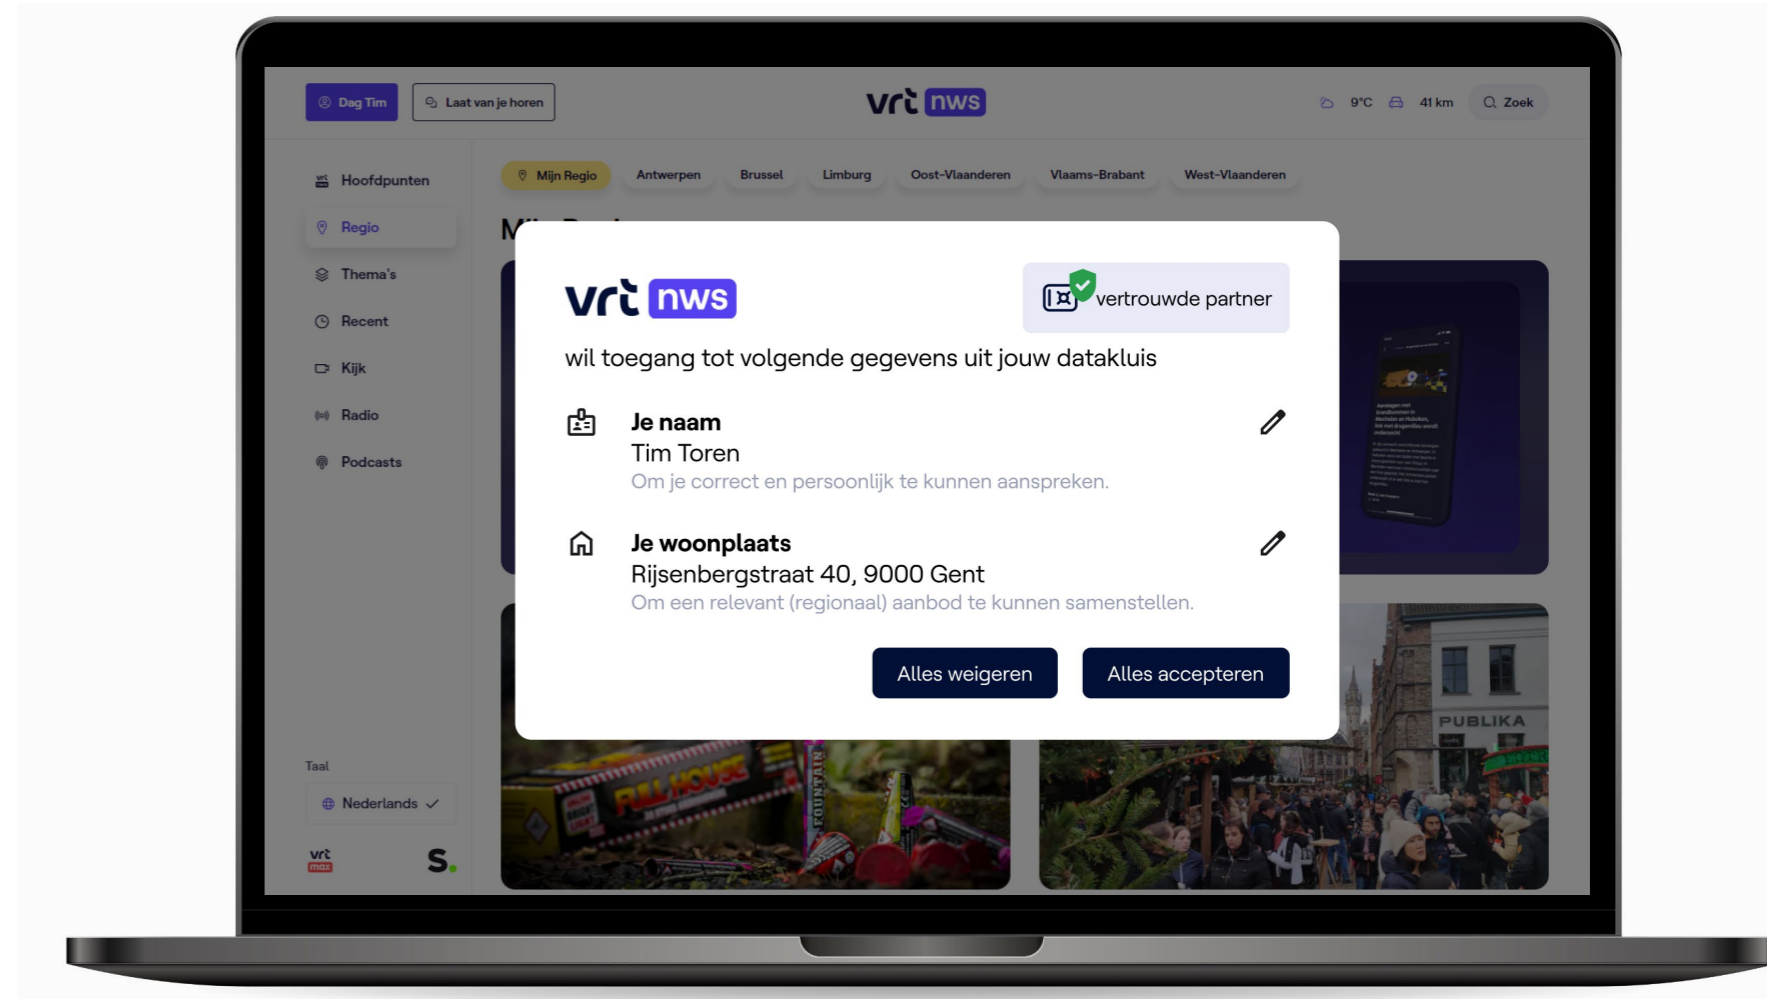 Dag Tim
Laat van je horen
vrt nws
9°C
41 km
Zoek
Hoofdpunten
Regio
Thema's
Recent
Kijk
Radio
Podcasts
Mijn Regio
Antwerpen
Brussel
Limburg
Oost-Vlaanderen
Vlaams-Brabant
West-Vlaanderen
vrt nws
vertrouwde partner
wil toegang tot volgende gegevens uit jouw datakluis
Je naam
Tim Toren
Om je correct en persoonlijk te kunnen aanspreken.
Je woonplaats
Rijsenbergstraat 40, 9000 Gent
Om een relevant (regionaal) aanbod te kunnen samenstellen.
Alles weigeren
Alles accepteren
PUBLIKA
FULL HOUSE
FOUNTAIN
Taal
Nederlands
vrt
max
S.